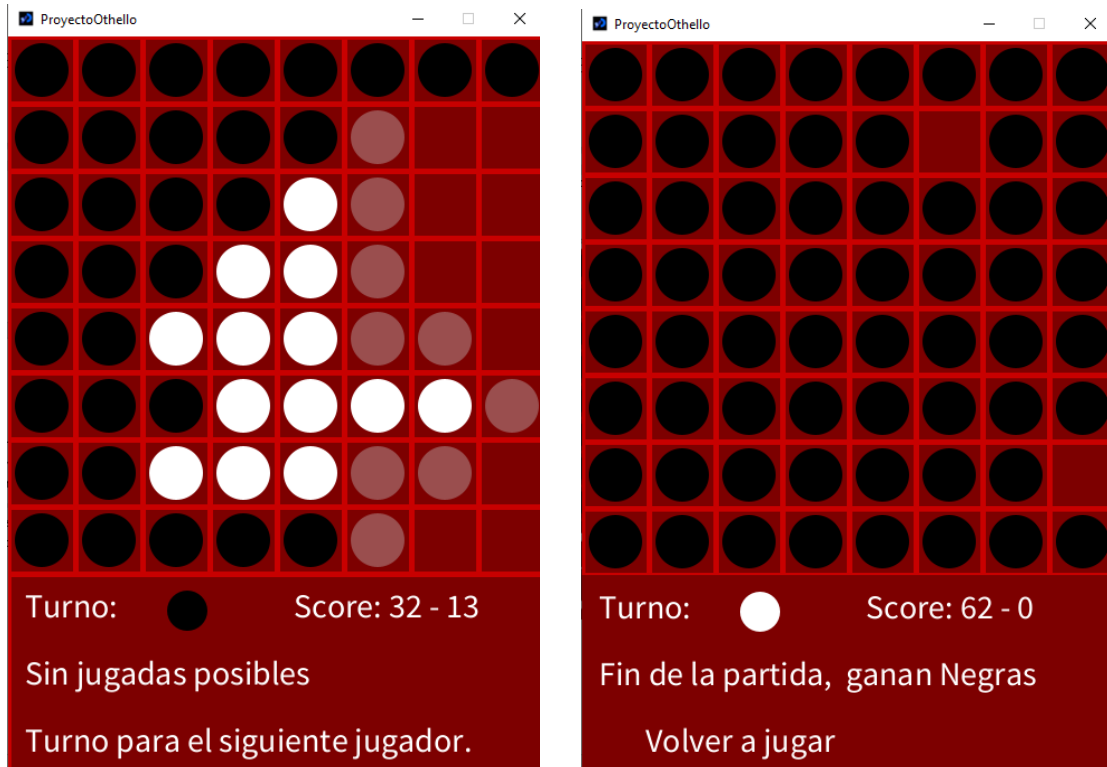 ProyectoOthello
Turno: Score: 32 - 13
Sin jugadas posibles
Turno para el siguiente jugador.
ProyectoOthello
Turno: Score: 62 - 0
Fin de la partida, ganan Negras
Volver a jugar